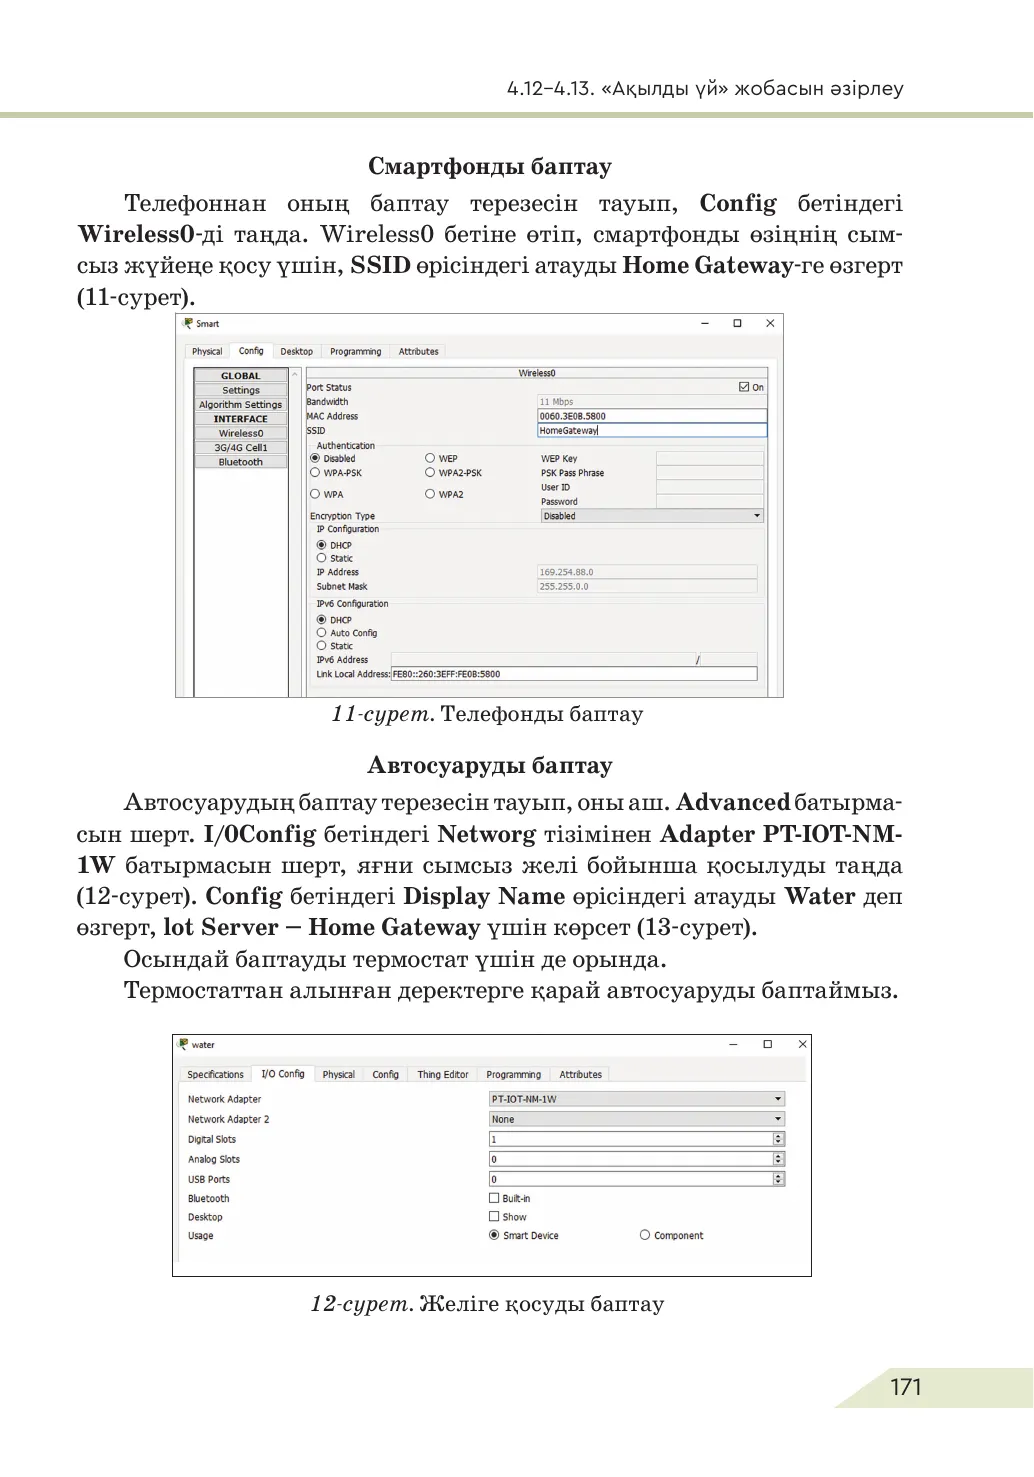 4.12–4.13. «Ақылды үй» жобасын әзірлеу
Смартфонды баптау
Телефоннан оның баптау терезесін тауып, Config бетіндегі
Wireless0-ді таңда. Wireless0 бетіне өтіп, смартфонды өзіңнің сым-
сыз жүйеңе қосу үшін, SSID өрісіндегі атауды Home Gateway-ге өзгерт
(11-сурет).
Smart
Physical Config Desktop Programming Attributes
GLOBAL
Settings
Algorithm Settings
INTERFACE
Wireless0
3G/4G Cell1
Bluetooth
Wireless0
Port Status On
Bandwidth 11 Mbps
MAC Address 0060.3E0B.5800
SSID HomeGateway
Authentication
Disabled WEP WEP Key
WPA-PSK WPA2-PSK PSK Pass Phrase
User ID
WPA WPA2 Password
Encryption Type Disabled
IP Configuration
DHCP
Static
IP Address 169.254.88.0
Subnet Mask 255.255.0.0
IPv6 Configuration
DHCP
Auto Config
Static
IPv6 Address /
Link Local Address: FE80::260:3EFF:FE0B:5800
11-сурет. Телефонды баптау
Автосуаруды баптау
Автосуарудың баптау терезесін тауып, оны аш. Advanced батырма-
сын шерт. I/0Config бетіндегі Networg тізімінен Adapter PT-IOT-NM-
1W батырмасын шерт, яғни сымсыз желі бойынша қосылуды таңда
(12-сурет). Config бетіндегі Display Name өрісіндегі атауды Water деп
өзгерт, lot Server – Home Gateway үшін көрсет (13-сурет).
Осындай баптауды термостат үшін де орында.
Термостаттан алынған деректерге қарай автосуаруды баптаймыз.
water
Specifications I/O Config Physical Config Thing Editor Programming Attributes
Network Adapter PT-IOT-NM-1W
Network Adapter 2 None
Digital Slots 1
Analog Slots 0
USB Ports 0
Bluetooth Built-in
Desktop Show
Usage Smart Device Component
12-сурет. Желіге қосуды баптау
171